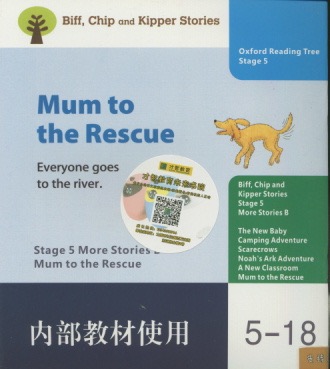 Biff, Chip and Kipper Stories
Oxford Reading Tree
Stage 5
Mum to
the Rescue
Everyone goes
to the river.
Stage 5 More Stories
Mum to the Rescue
Biff, Chip and
Kipper Stories
Stage 5
More Stories B
The New Baby
Camping Adventure
Scarecrows
Noah's Ark Adventure
A New Classroom
Mum to the Rescue
内部教材使用
5-18